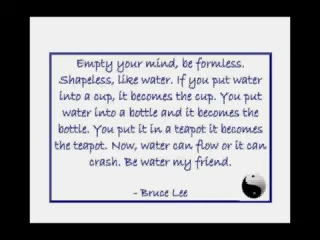 Empty your mind, be formless.
Shapeless, like water. If you put water
into a cup, it becomes the cup. You put
water into a bottle and it becomes the
bottle. You put it in a teapot it becomes
the teapot. Now, water can flow or it can
crash. Be water my friend.
- Bruce Lee